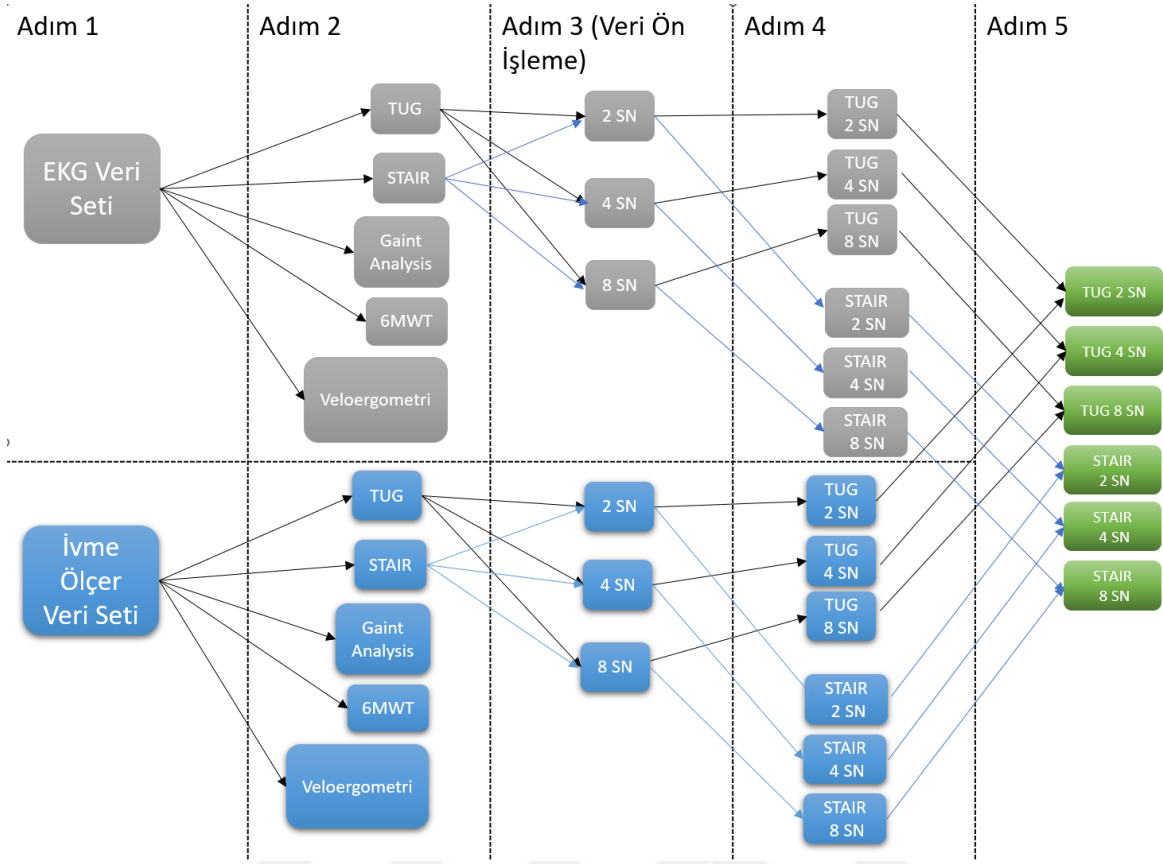 Adım 1
Adım 2
Adım 3 (Veri Ön
İşleme)
Adım 4
Adım 5
EKG Veri
Seti
TUG
STAIR
Gaint
Analysis
6MWT
Veloergometri
2 SN
4 SN
8 SN
TUG
2 SN
TUG
4 SN
TUG
8 SN
STAIR
2 SN
STAIR
4 SN
STAIR
8 SN
İvme
Ölçer
Veri Seti
TUG
STAIR
Gaint
Analysis
6MWT
Veloergometri
2 SN
4 SN
8 SN
TUG
2 SN
TUG
4 SN
TUG
8 SN
STAIR
2 SN
STAIR
4 SN
STAIR
8 SN
TUG 2 SN
TUG 4 SN
TUG 8 SN
STAIR
2 SN
STAIR
4 SN
STAIR
8 SN